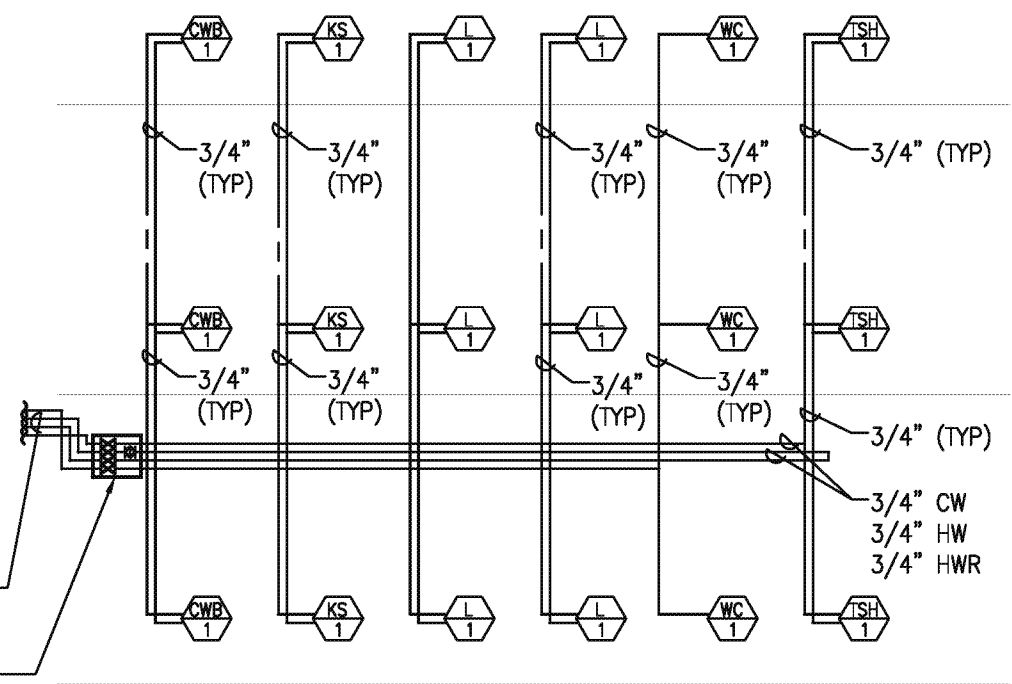 CWB KS L L WC TSH
1 1 1 1 1 1
3/4" 3/4" 3/4" 3/4" 3/4" (TYP)
(TYP) (TYP) (TYP) (TYP)
CWB KS L L WC TSH
1 1 1 1 1 1
3/4" 3/4" 3/4" 3/4"
(TYP) (TYP) (TYP) (TYP)
3/4" (TYP)
3/4" CW
3/4" HW
3/4" HWR
CWB KS L L WC TSH
1 1 1 1 1 1